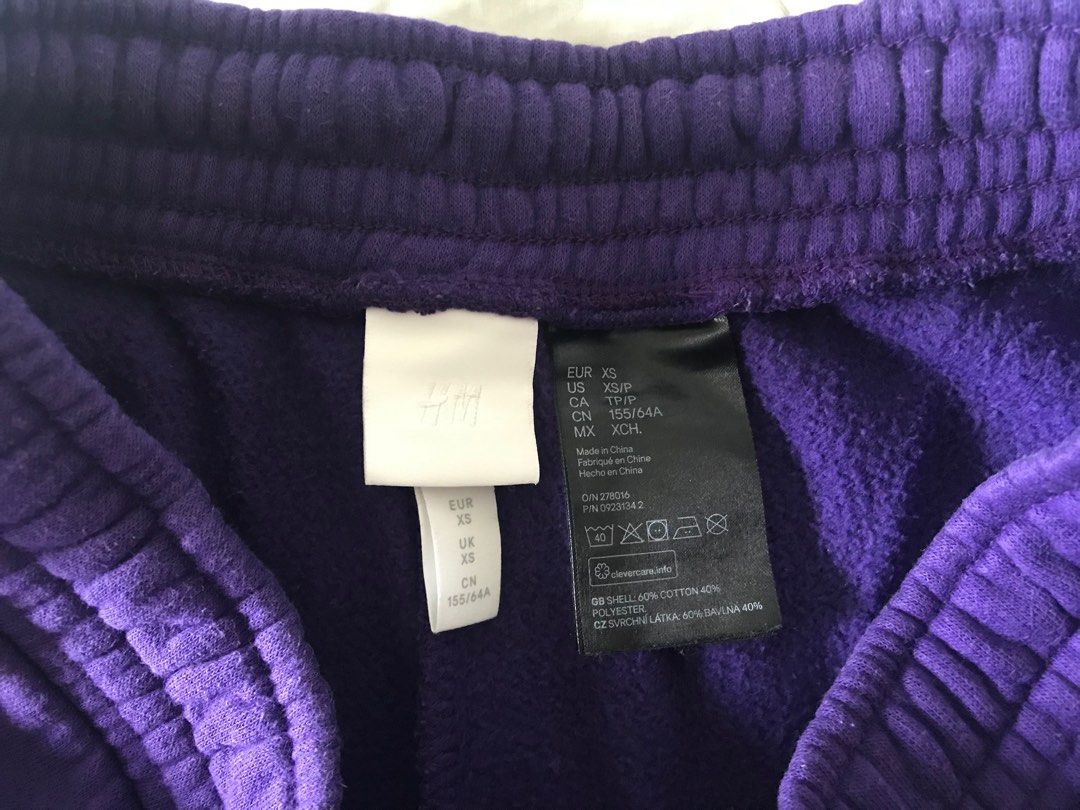 H&M
EUR
XS
UK
XS
CN
155/64A
EUR XS
US XS/P
CA TP/P
CN 155/64A
MX XCH.
Made in China
Fabriqué en Chine
Hecho en China
O/N 278016
P/N 0923134 2
40
clevercare.info
GB SHELL: 60% COTTON 40%
POLYESTER.
CZ SVRCHNÍ LÁTKA: 60% BAVLNA 40%